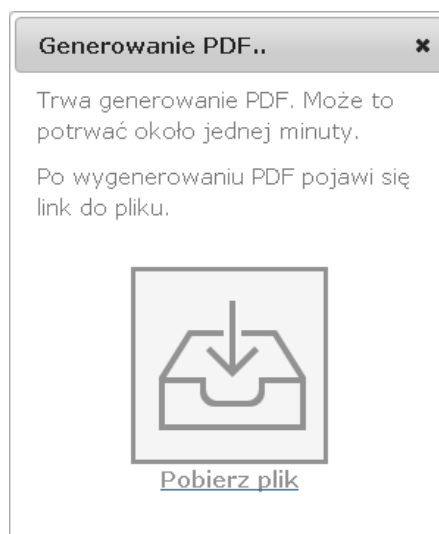 Generowanie PDF..
Trwa generowanie PDF. Może to
potrwać około jednej minuty.
Po wygenerowaniu PDF pojawi się
link do pliku.
Pobierz plik